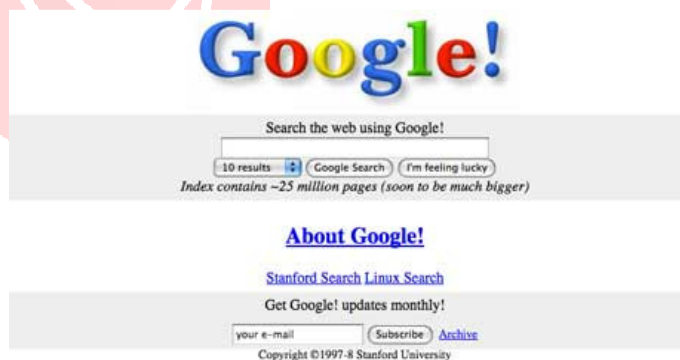 Google!
Search the web using Google!
10 results Google Search I'm feeling lucky
Index contains ~25 million pages (soon to be much bigger)
About Google!
Stanford Search Linux Search
Get Google! updates monthly!
your e-mail Subscribe Archive
Copyright ©1997-8 Stanford University